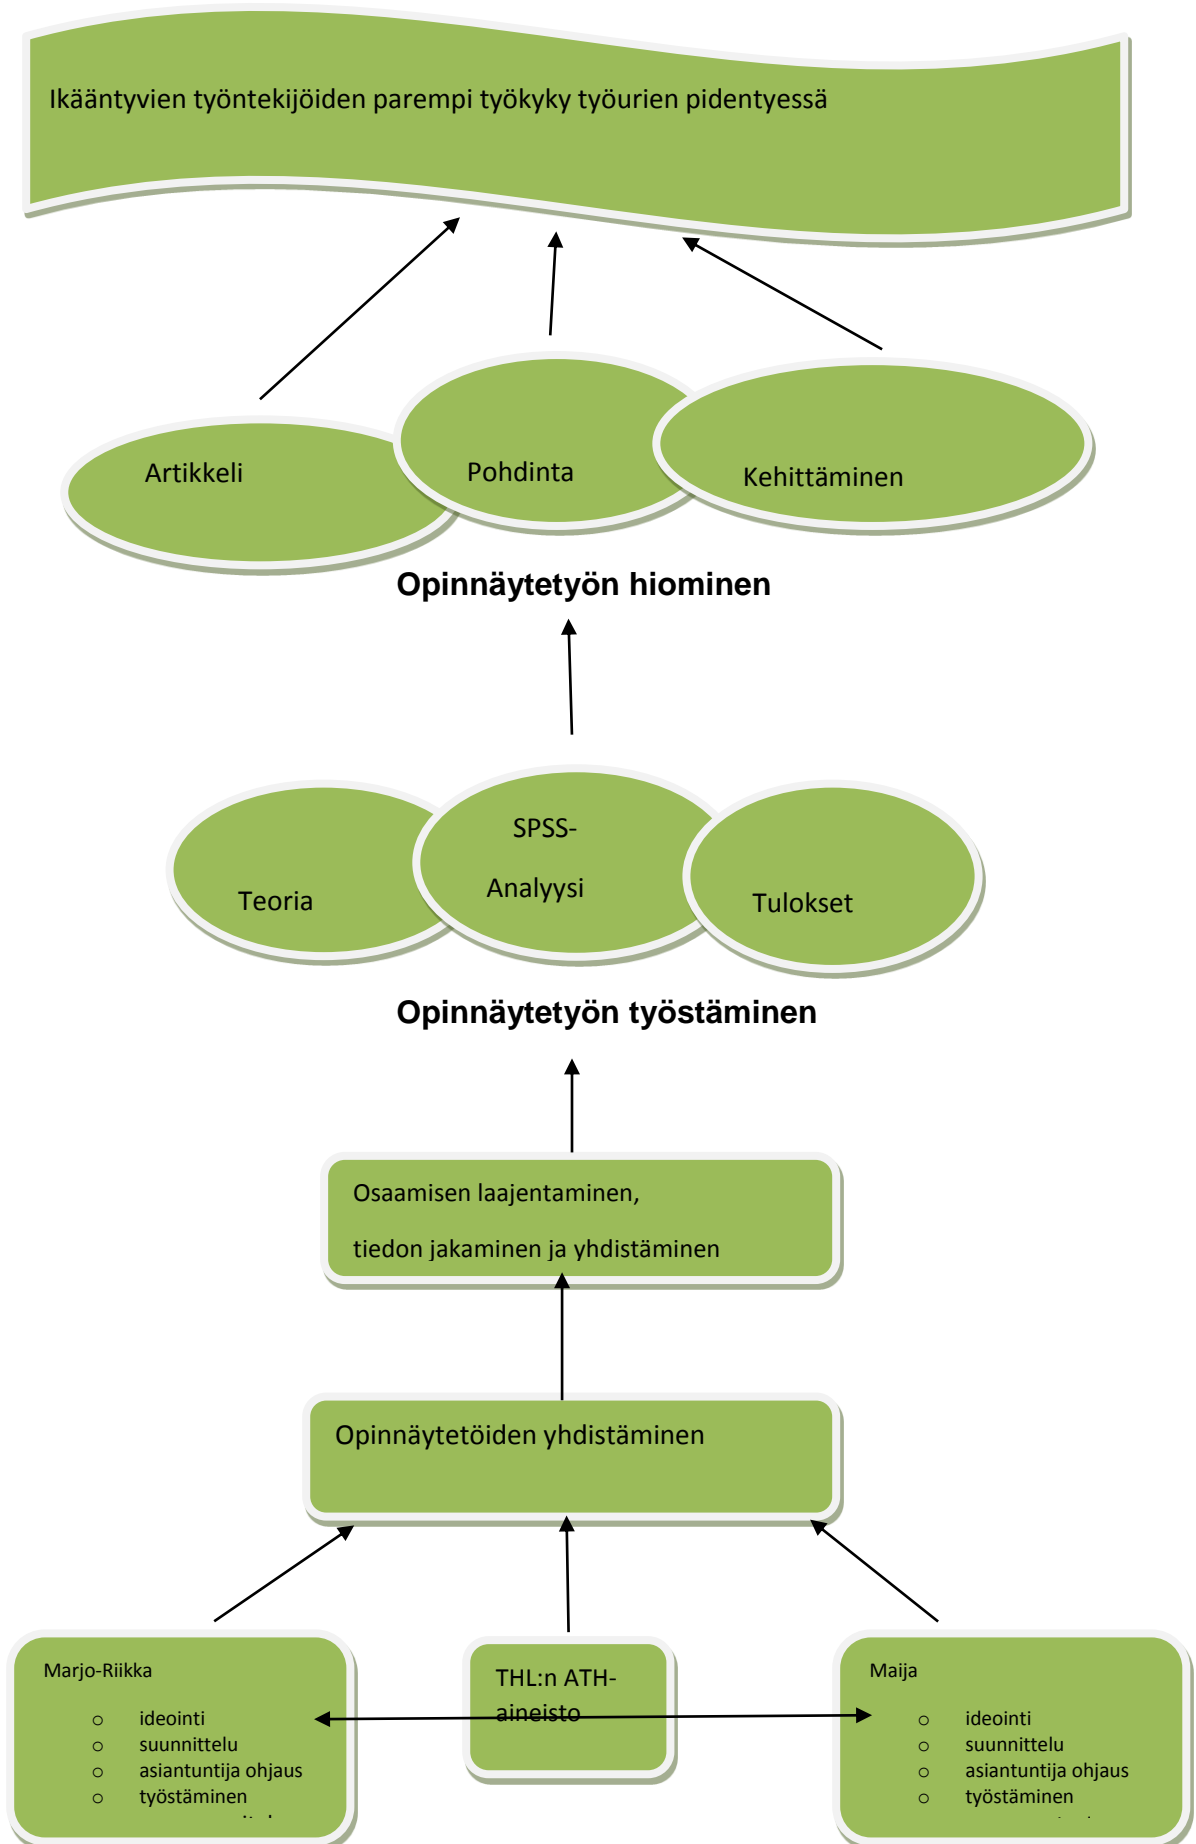 Ikääntyvien työntekijöiden parempi työkyky työurien pidentyessä
Artikkeli
Pohdinta
Kehittäminen
Opinnäytetyön hiominen
Teoria
SPSS-
Analyysi
Tulokset
Opinnäytetyön työstäminen
Osaamisen laajentaminen,
tiedon jakaminen ja yhdistäminen
Opinnäytetöiden yhdistäminen
Marjo-Riikka
o ideointi
o suunnittelu
o asiantuntija ohjaus
o työstäminen
THL:n ATH-
aineisto
Maija
o ideointi
o suunnittelu
o asiantuntija ohjaus
o työstäminen